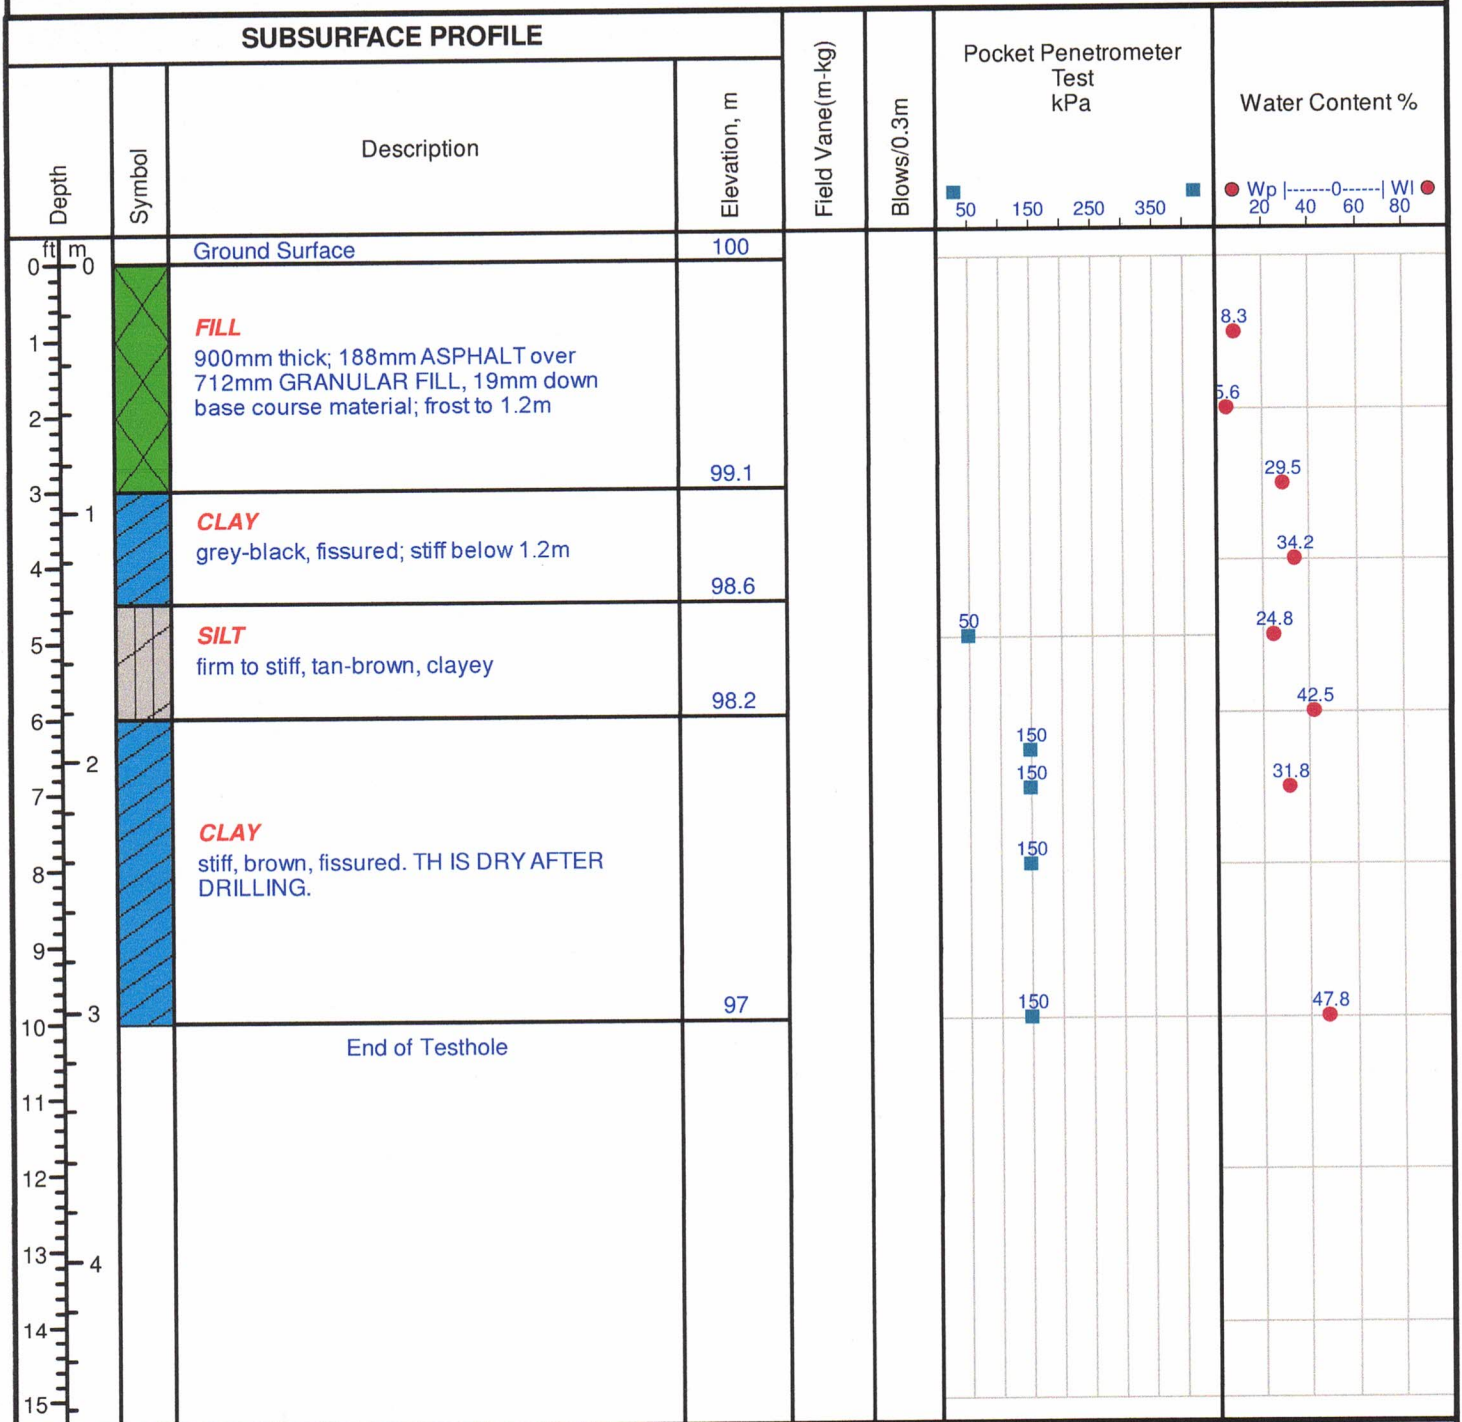 SUBSURFACE PROFILE
Depth
Symbol
Description
Elevation, m
Field Vane(m-kg)
Blows/0.3m
Pocket Penetrometer
Test
kPa
50 150 250 350
Water Content %
Wp |-------0------| Wl
20 40 60 80
ft m
Ground Surface
100
0 0
FILL
900mm thick; 188mm ASPHALT over
712mm GRANULAR FILL, 19mm down
base course material; frost to 1.2m
99.1
8.3
1
5.6
2
29.5
3
1
CLAY
grey-black, fissured; stiff below 1.2m
98.6
34.2
4
SILT
firm to stiff, tan-brown, clayey
98.2
50
24.8
5
42.5
6
150
2
150
31.8
7
CLAY
stiff, brown, fissured. TH IS DRY AFTER
DRILLING.
97
150
8
9
150
47.8
3
10
End of Testhole
11
12
13
4
14
15